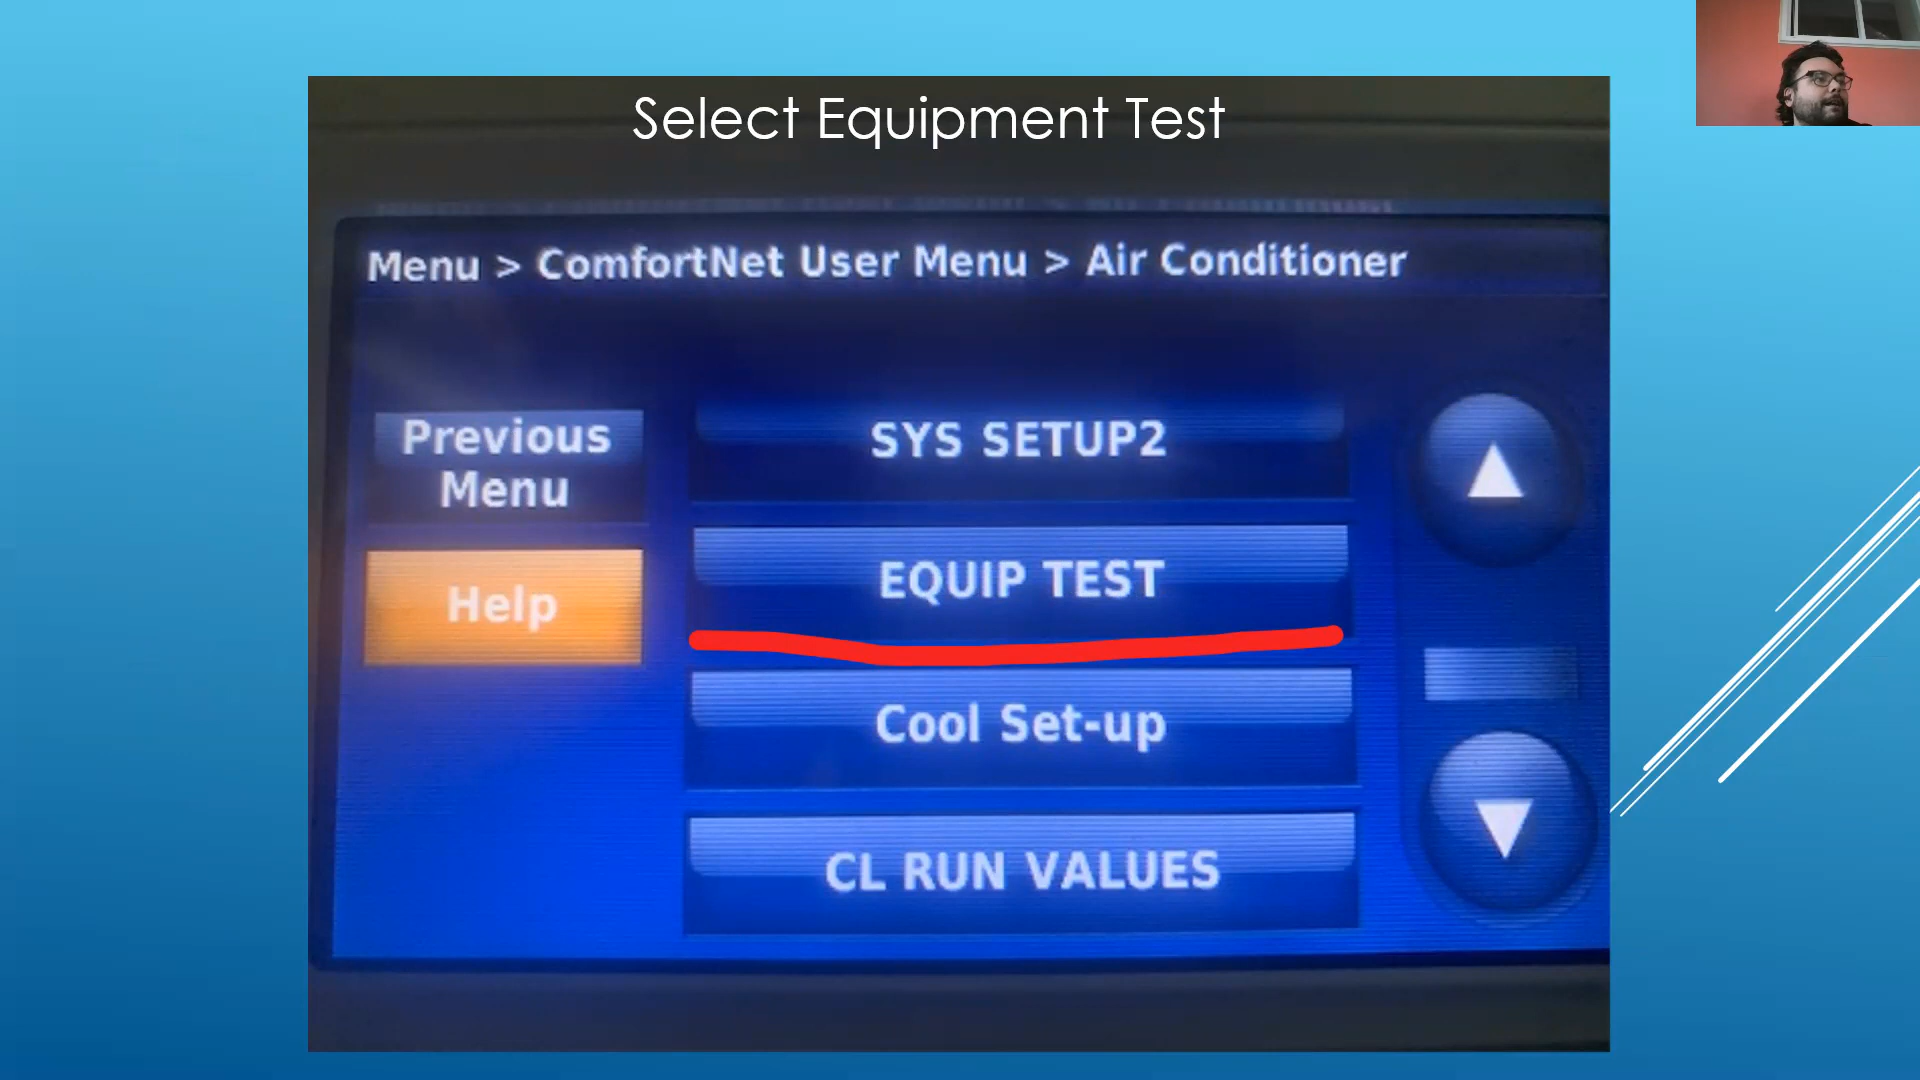 Select Equipment Test
Menu > ComfortNet User Menu > Air Conditioner
Previous
Menu
Help
SYS SETUP2
EQUIP TEST
Cool Set-up
CL RUN VALUES